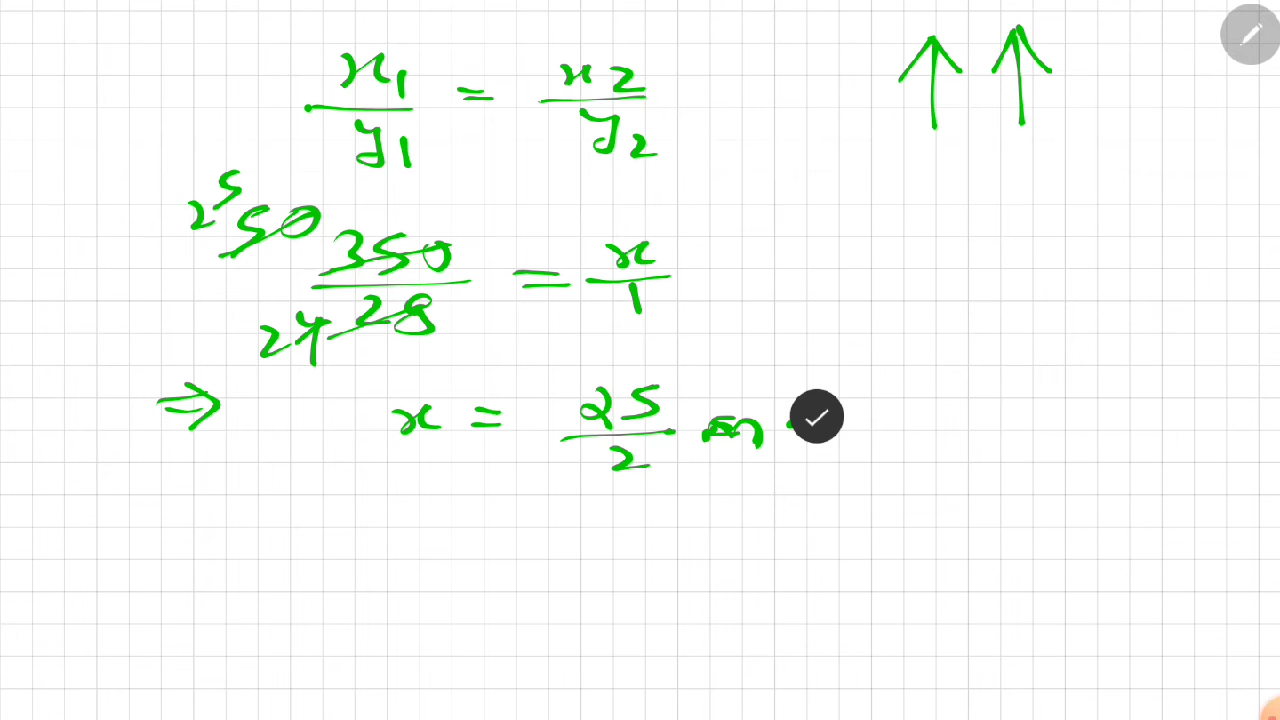 x1/y1 = x2/y2
25 50 350/28 24 = x/1
⇒ x = 25/2